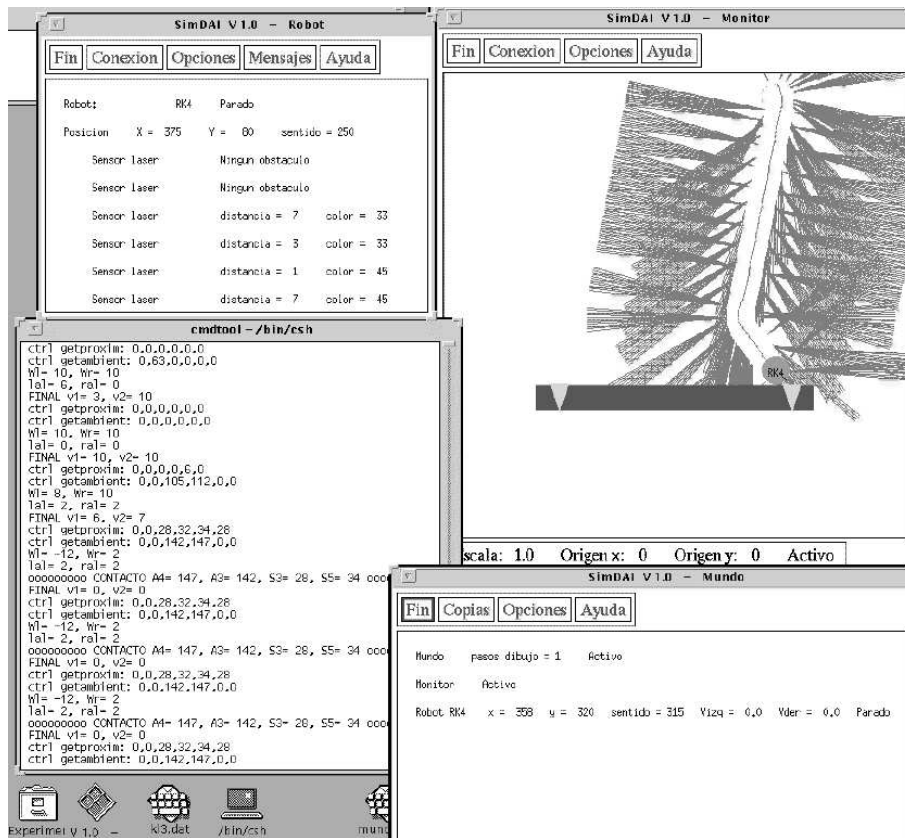 SimDAI V 1.0 - Robot
Fin Conexion Opciones Mensajes Ayuda
Robot: RK4 Parado
Posicion X = 375 Y = 80 sentido = 250
Sensor laser Ningun obstaculo
Sensor laser Ningun obstaculo
Sensor laser distancia = 7 color = 33
Sensor laser distancia = 3 color = 33
Sensor laser distancia = 1 color = 45
Sensor laser distancia = 7 color = 45
SimDAI V 1.0 - Monitor
Fin Conexion Opciones Ayuda
RK4
scala: 1.0 Origen x: 0 Origen y: 0 Activo
cmdtool - /bin/csh
ctrl getproxim: 0,0,0,0,0,0
ctrl getambient: 0,63,0,0,0,0
Wl= 10, Wr= 10
lal= 6, ral= 0
FINAL v1= 3, v2= 10
ctrl getproxim: 0,0,0,0,0,0
ctrl getambient: 0,0,0,0,0,0
Wl= 10, Wr= 10
lal= 0, ral= 0
FINAL v1= 10, v2= 10
ctrl getproxim: 0,0,0,0,6,0
ctrl getambient: 0,0,105,112,0,0
Wl= 8, Wr= 10
lal= 2, ral= 2
FINAL v1= 6, v2= 7
ctrl getproxim: 0,0,28,32,34,28
ctrl getambient: 0,0,142,147,0,0
Wl= -12, Wr= 2
lal= 2, ral= 2
ooooooooo CONTACTO A4= 147, A3= 142, S3= 28, S5= 34 oooo
FINAL v1= 0, v2= 0
ctrl getproxim: 0,0,28,32,34,28
ctrl getambient: 0,0,142,147,0,0
Wl= -12, Wr= 2
lal= 2, ral= 2
ooooooooo CONTACTO A4= 147, A3= 142, S3= 28, S5= 34 oooo
FINAL v1= 0, v2= 0
ctrl getproxim: 0,0,28,32,34,28
ctrl getambient: 0,0,142,147,0,0
Wl= -12, Wr= 2
lal= 2, ral= 2
ooooooooo CONTACTO A4= 147, A3= 142, S3= 28, S5= 34 oooo
FINAL v1= 0, v2= 0
ctrl getproxim: 0,0,28,32,34,28
ctrl getambient: 0,0,142,147,0,0
SimDAI V 1.0 - Mundo
Fin Copias Opciones Ayuda
Mundo pasos dibujo = 1 Activo
Monitor Activo
Robot RK4 x = 358 y = 320 sentido = 315 Vizq = 0.0 Vder = 0.0 Parado
Experimei V 1.0 - kl3.dat /bin/csh mun